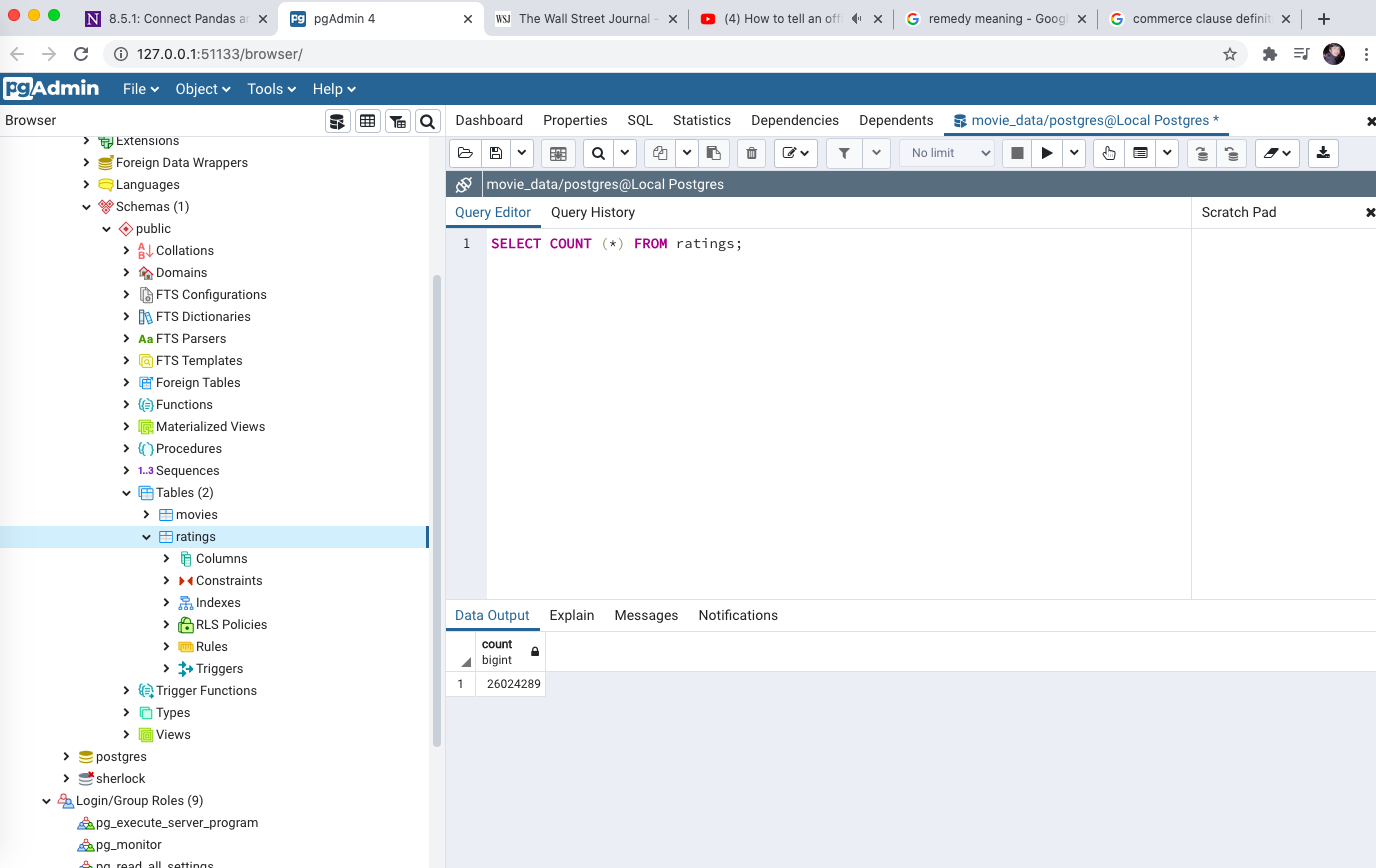 8.5.1: Connect Pandas an
pgAdmin 4
The Wall Street Journal -
(4) How to tell an off
remedy meaning - Googl
commerce clause definit
127.0.0.1:51133/browser/
pgAdmin
File
Object
Tools
Help
Browser
Dashboard
Properties
SQL
Statistics
Dependencies
Dependents
movie_data/postgres@Local Postgres *
No limit
movie_data/postgres@Local Postgres
Query Editor
Query History
Scratch Pad
1 SELECT COUNT (*) FROM ratings;
Extensions
Foreign Data Wrappers
Languages
Schemas (1)
public
Collations
Domains
FTS Configurations
FTS Dictionaries
Aa FTS Parsers
FTS Templates
Foreign Tables
Functions
Materialized Views
Procedures
1..3 Sequences
Tables (2)
movies
ratings
Columns
Constraints
Indexes
RLS Policies
Rules
Triggers
Trigger Functions
Types
Views
postgres
sherlock
Login/Group Roles (9)
pg_execute_server_program
pg_monitor
pg_read_all_settings
Data Output
Explain
Messages
Notifications
count
bigint
1 26024289